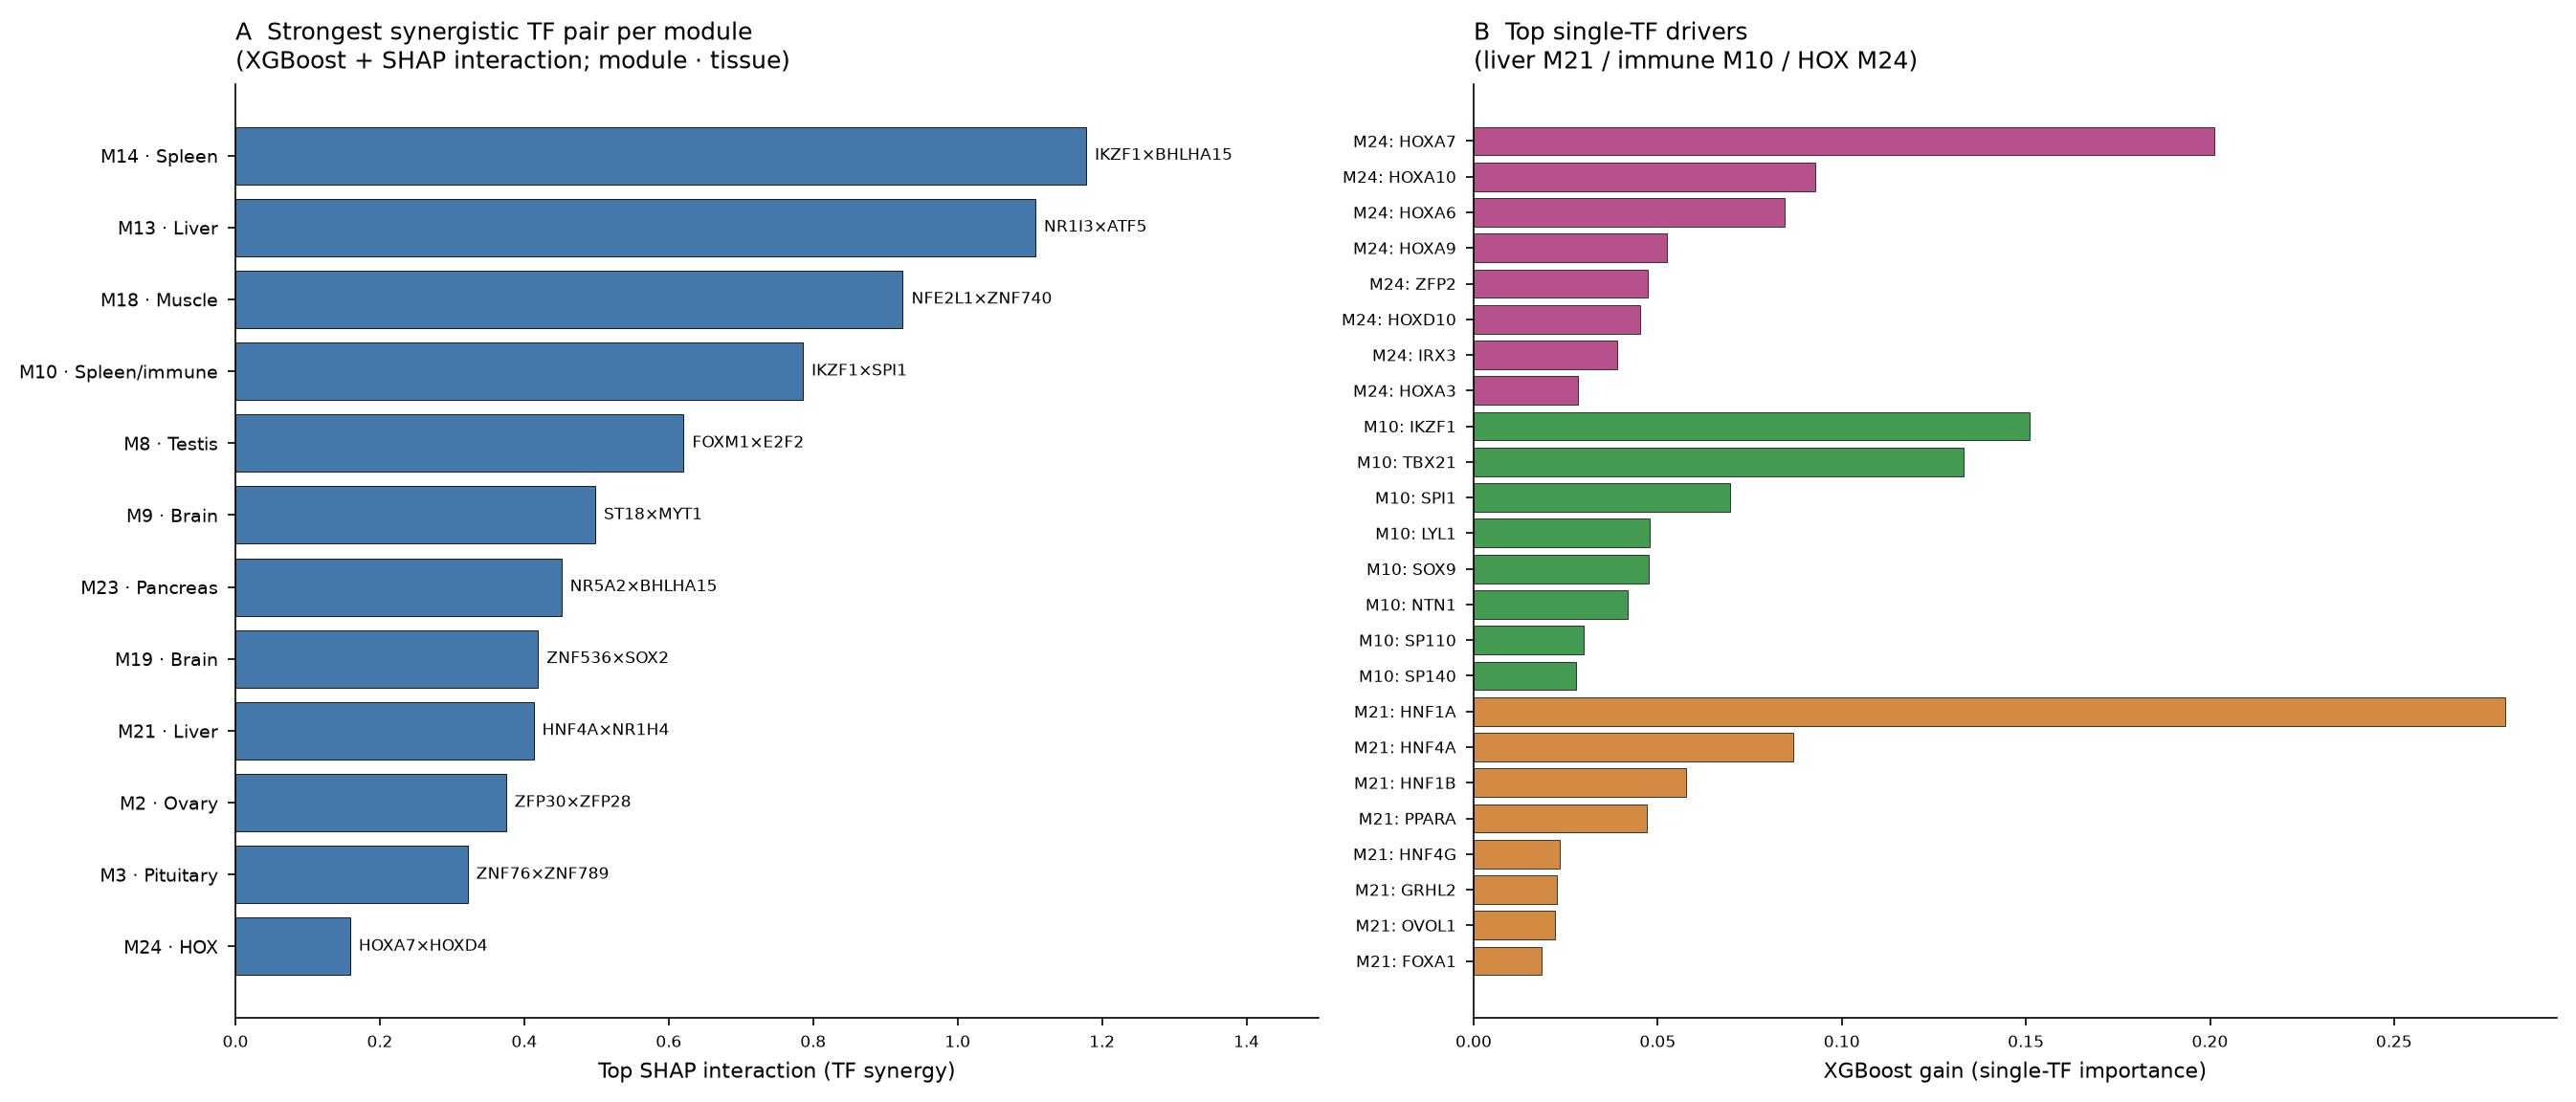 A  Strongest synergistic TF pair per module
(XGBoost + SHAP interaction; module · tissue)
M14 · Spleen
IKZF1×BHLHA15
M13 · Liver
NR1I3×ATF5
M18 · Muscle
NFE2L1×ZNF740
M10 · Spleen/immune
IKZF1×SPI1
M8 · Testis
FOXM1×E2F2
M9 · Brain
ST18×MYT1
M23 · Pancreas
NR5A2×BHLHA15
M19 · Brain
ZNF536×SOX2
M21 · Liver
HNF4A×NR1H4
M2 · Ovary
ZFP30×ZFP28
M3 · Pituitary
ZNF76×ZNF789
M24 · HOX
HOXA7×HOXD4
0.0 0.2 0.4 0.6 0.8 1.0 1.2 1.4
Top SHAP interaction (TF synergy)
B  Top single-TF drivers
(liver M21 / immune M10 / HOX M24)
M24: HOXA7
M24: HOXA10
M24: HOXA6
M24: HOXA9
M24: ZFP2
M24: HOXD10
M24: IRX3
M24: HOXA3
M10: IKZF1
M10: TBX21
M10: SPI1
M10: LYL1
M10: SOX9
M10: NTN1
M10: SP110
M10: SP140
M21: HNF1A
M21: HNF4A
M21: HNF1B
M21: PPARA
M21: HNF4G
M21: GRHL2
M21: OVOL1
M21: FOXA1
0.00 0.05 0.10 0.15 0.20 0.25
XGBoost gain (single-TF importance)